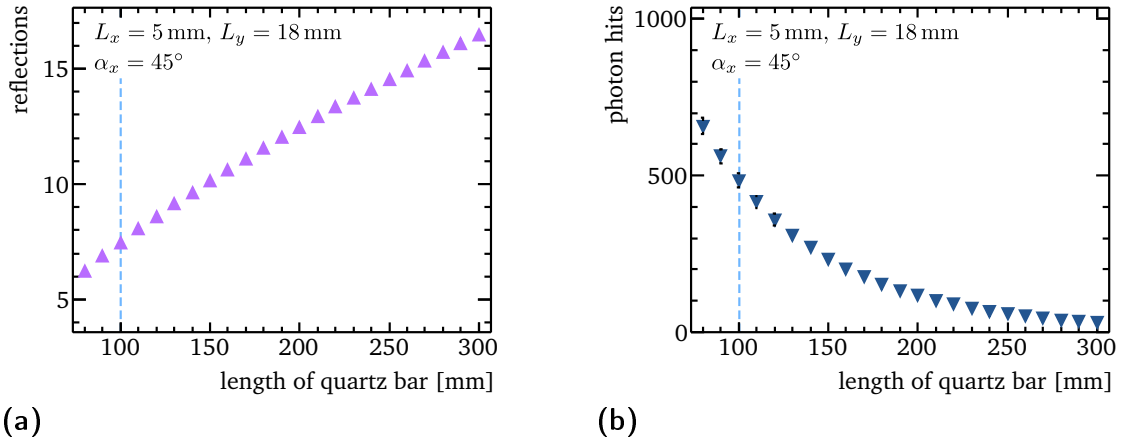 reflections
15
10
5
L_x = 5 mm, L_y = 18 mm
α_x = 45°
100 150 200 250 300
length of quartz bar [mm]
(a)
photon hits
1000
500
0
L_x = 5 mm, L_y = 18 mm
α_x = 45°
100 150 200 250 300
length of quartz bar [mm]
(b)